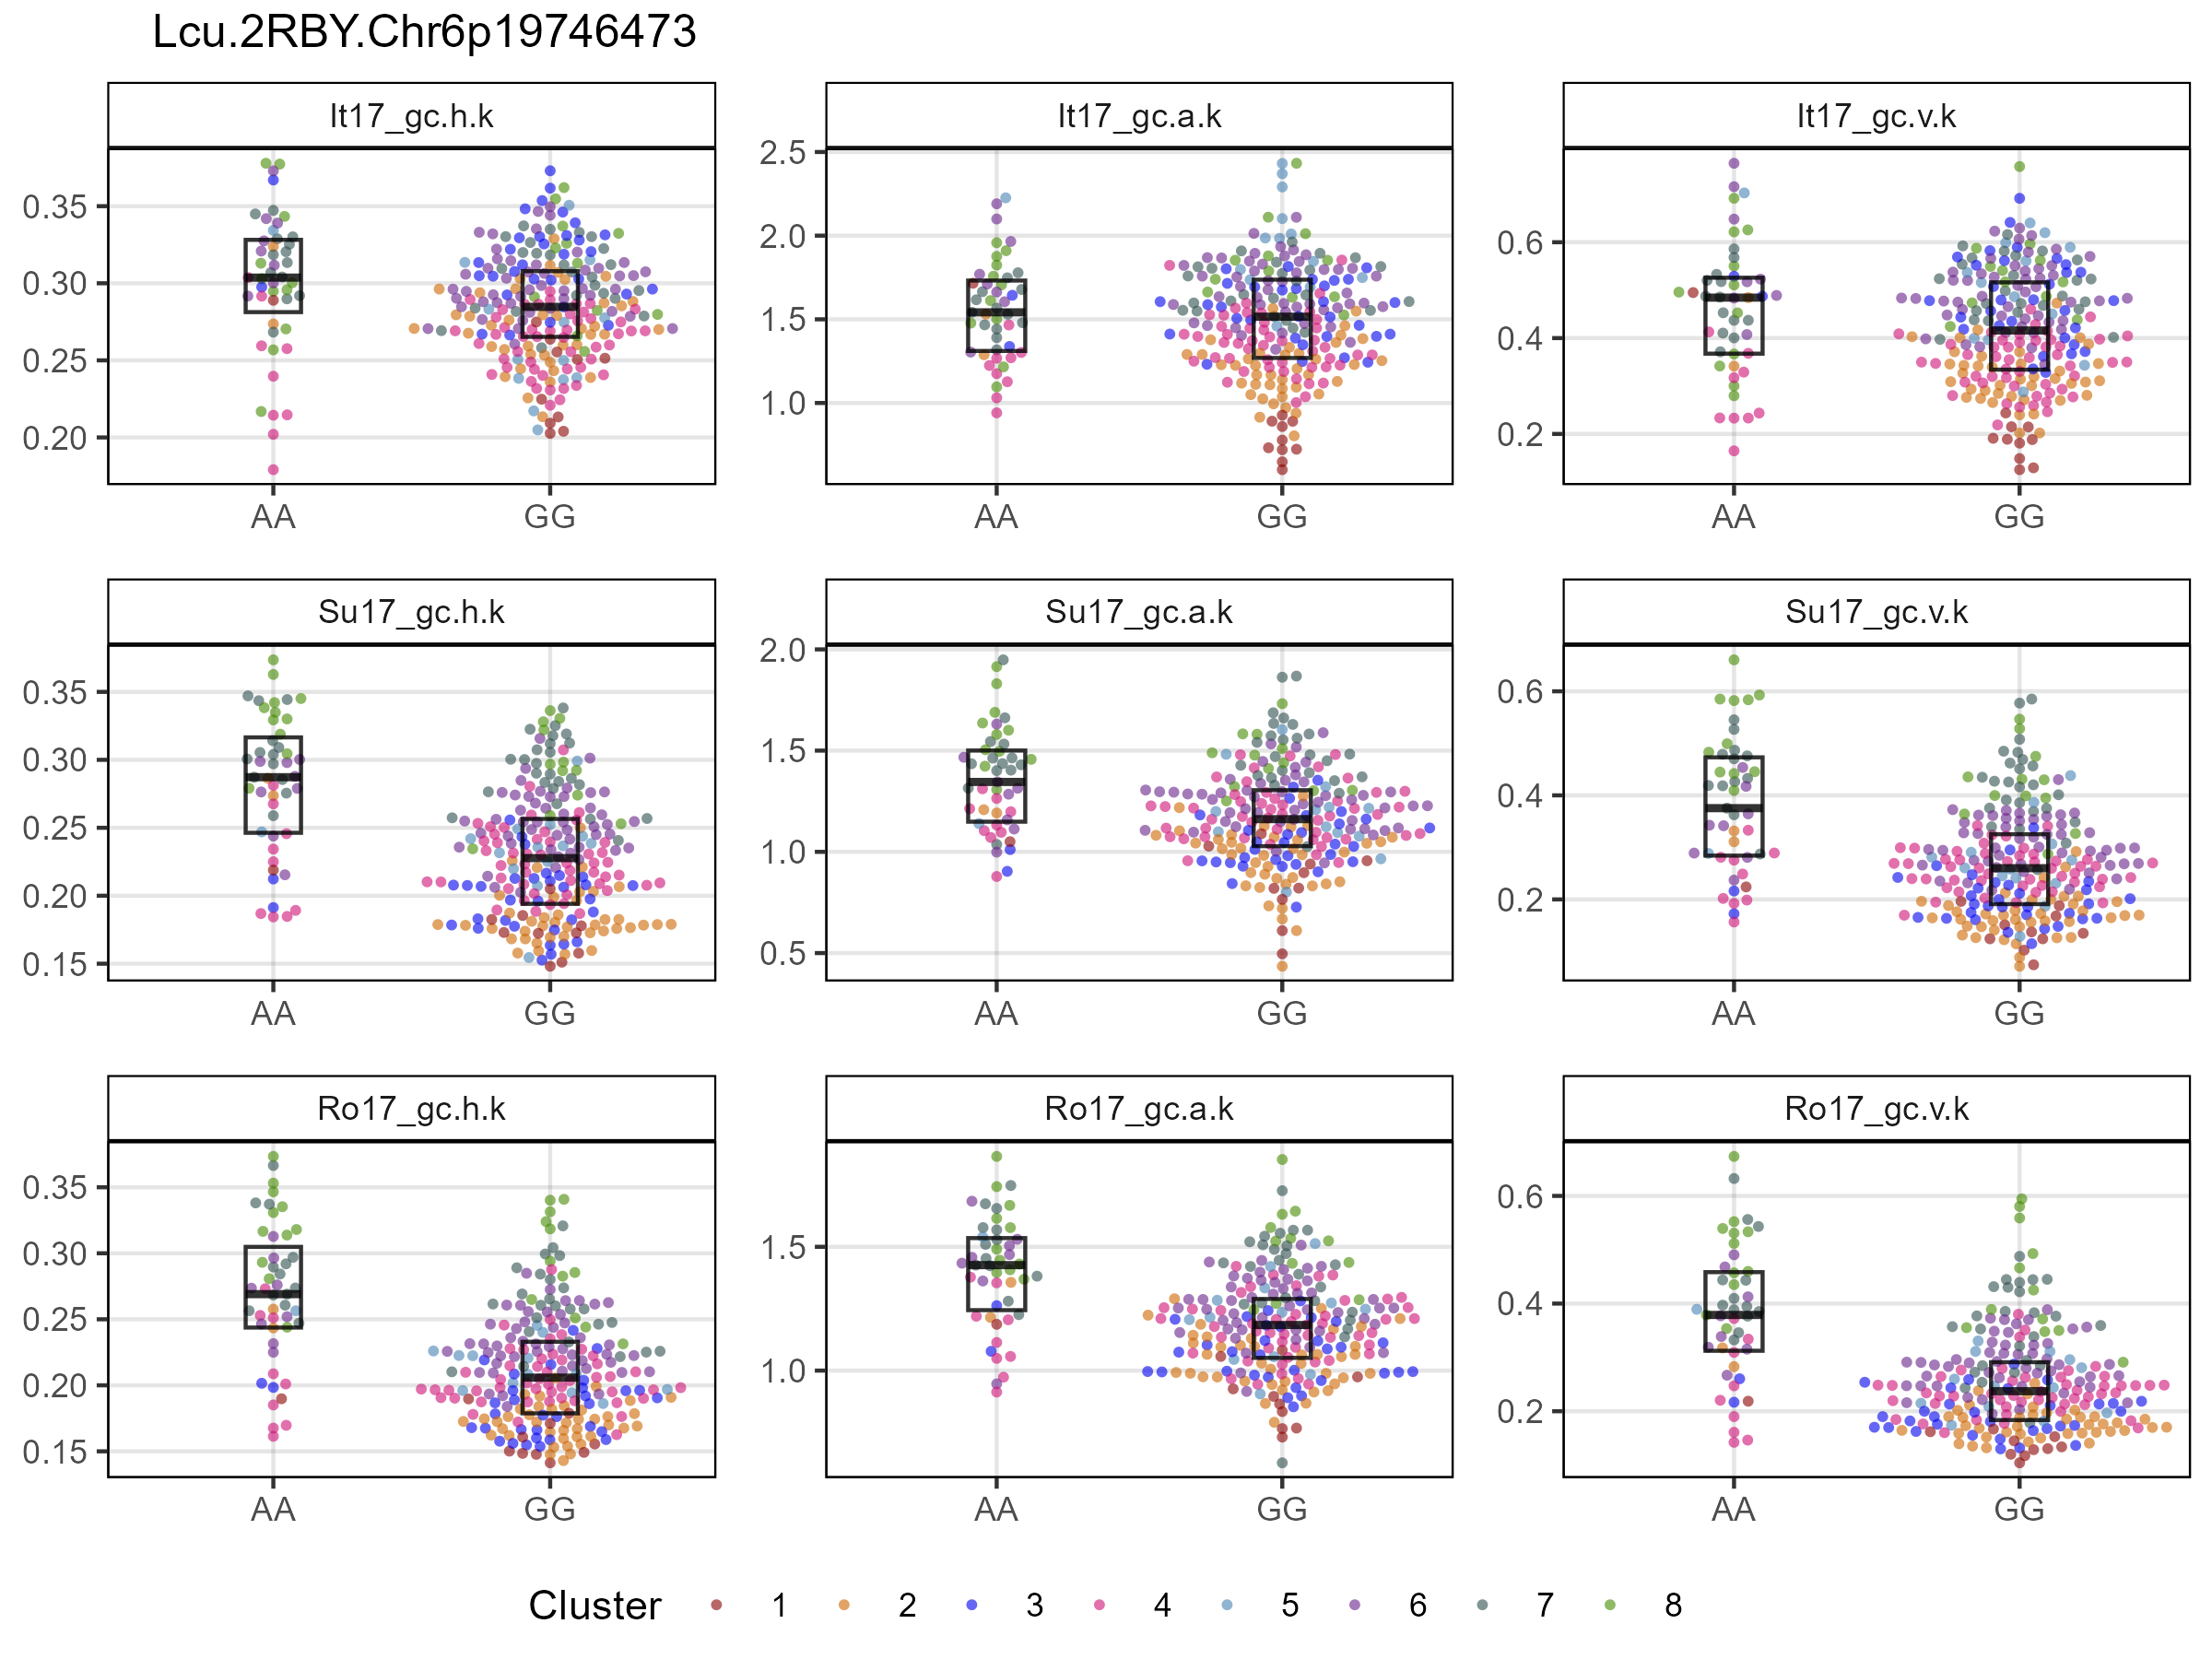 Lcu.2RBY.Chr6p19746473
It17_gc.h.k
It17_gc.a.k
It17_gc.v.k
0.35
0.30
0.25
0.20
AA
GG
2.5
2.0
1.5
1.0
AA
GG
0.6
0.4
0.2
AA
GG
Su17_gc.h.k
Su17_gc.a.k
Su17_gc.v.k
0.35
0.30
0.25
0.20
0.15
AA
GG
2.0
1.5
1.0
0.5
AA
GG
0.6
0.4
0.2
AA
GG
Ro17_gc.h.k
Ro17_gc.a.k
Ro17_gc.v.k
0.35
0.30
0.25
0.20
0.15
AA
GG
1.5
1.0
AA
GG
0.6
0.4
0.2
AA
GG
Cluster 1 2 3 4 5 6 7 8